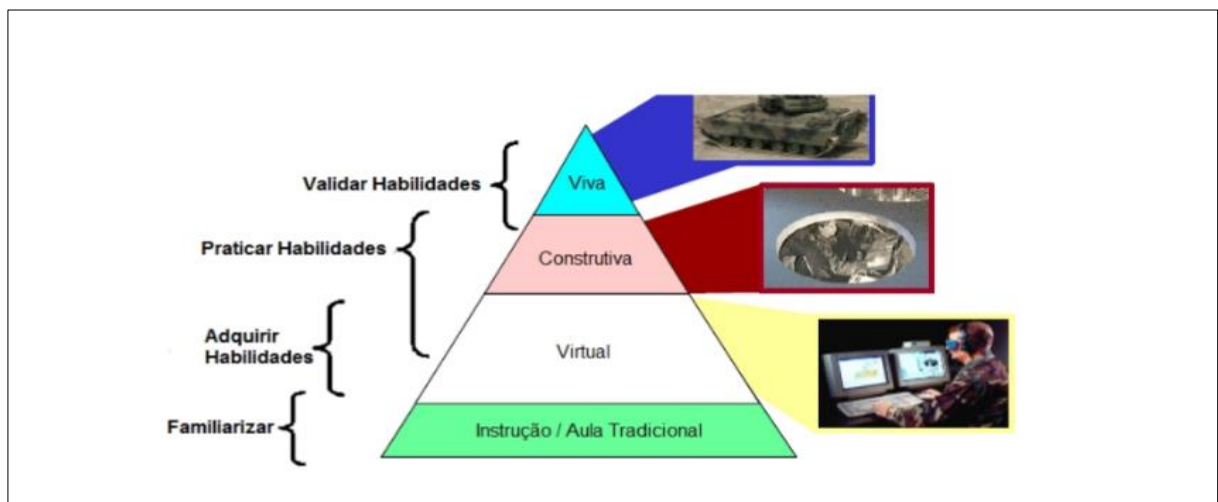 Validar Habilidades
Viva
Praticar Habilidades
Construtiva
Adquirir
Habilidades
Virtual
Familiarizar
Instrução / Aula Tradicional